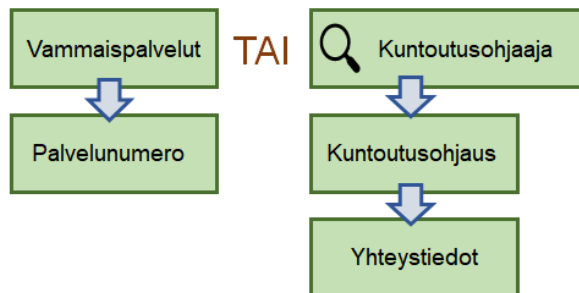 Vammaispalvelut
TAI
Kuntoutusohjaaja
Palvelunumero
Kuntoutusohjaus
Yhteystiedot